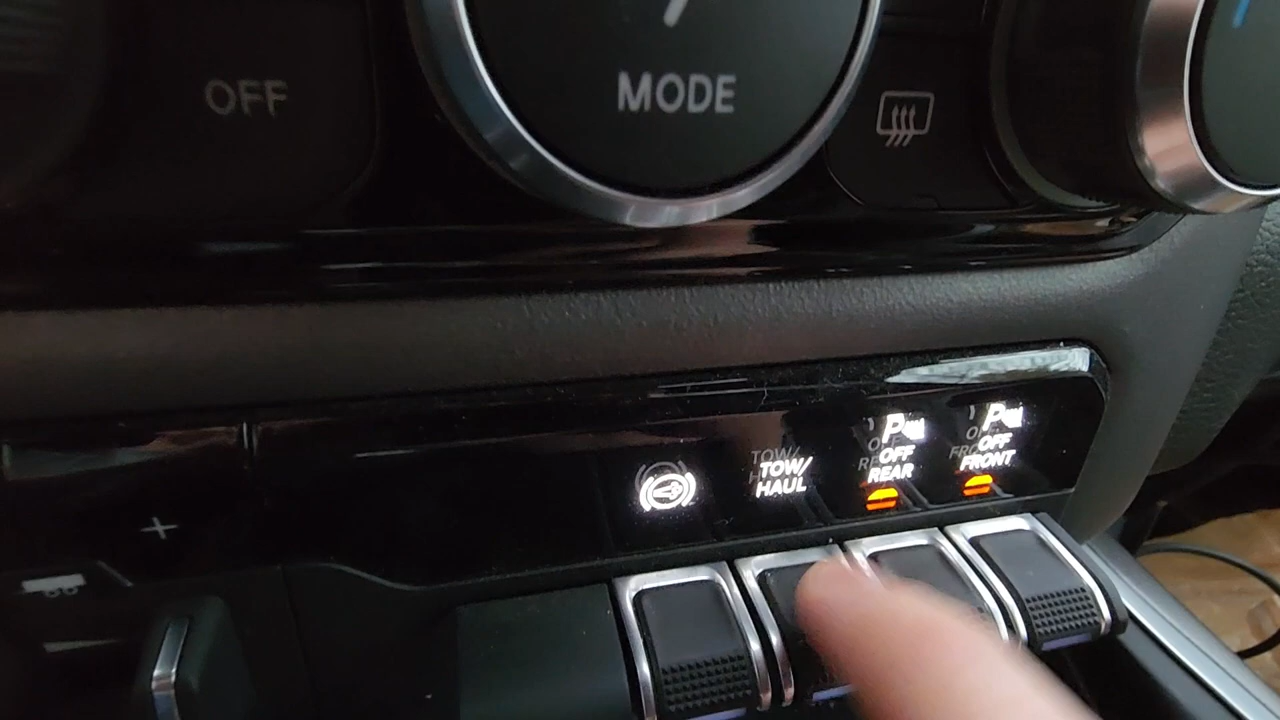 OFF
MODE
+
TOW/
HAUL
P
OFF
REAR
P
OFF
FRONT